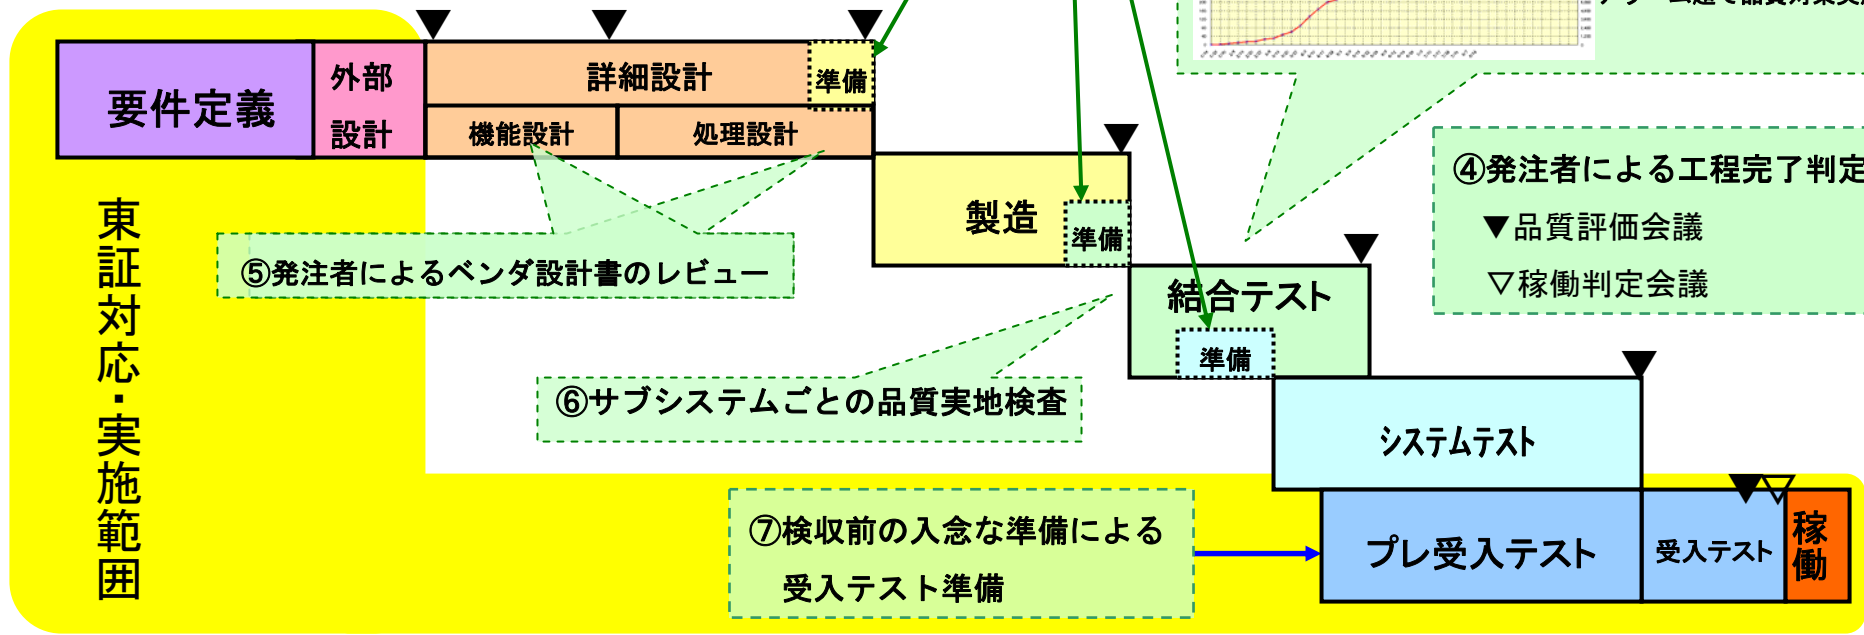 要件定義
外部
設計
詳細設計
準備
機能設計
処理設計
製造
準備
④発注者による工程完了判定
▼品質評価会議
▽稼働判定会議
東証対応・実施範囲
⑤発注者によるベンダ設計書のレビュー
結合テスト
準備
⑥サブシステムごとの品質実地検査
システムテスト
⑦検収前の入念な準備による
受入テスト準備
プレ受入テスト
受入テスト
稼働